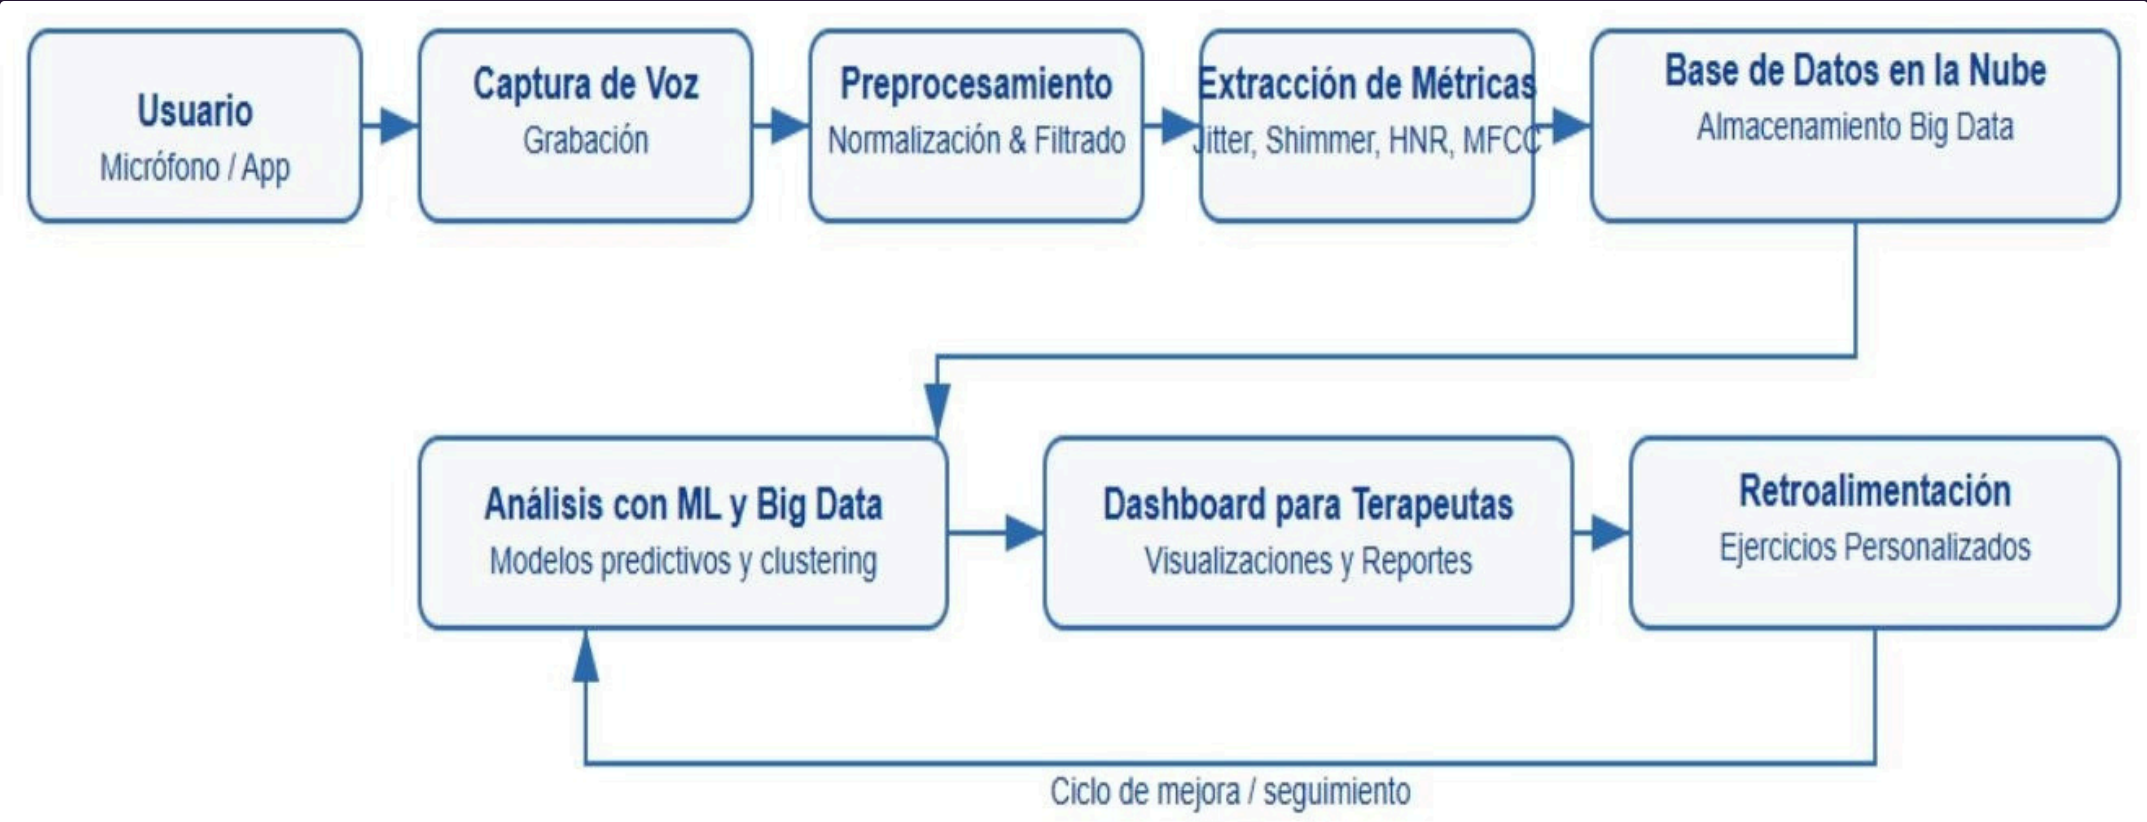 Usuario
Micrófono / App
Captura de Voz
Grabación
Preprocesamiento
Normalización & Filtrado
Extracción de Métricas
Jitter, Shimmer, HNR, MFCC
Base de Datos en la Nube
Almacenamiento Big Data
Análisis con ML y Big Data
Modelos predictivos y clustering
Dashboard para Terapeutas
Visualizaciones y Reportes
Retroalimentación
Ejercicios Personalizados
Ciclo de mejora / seguimiento